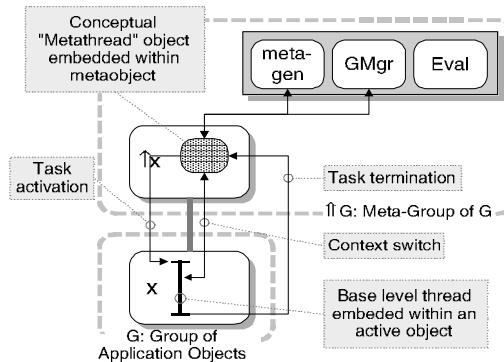 Conceptual
"Metathread" object
embedded within
metaobject
meta-
gen
GMgr
Eval
↑x
Task
activation
Task termination
⇑ G: Meta-Group of G
Context switch
x
Base level thread
embeded within an
active object
G: Group of
Application Objects